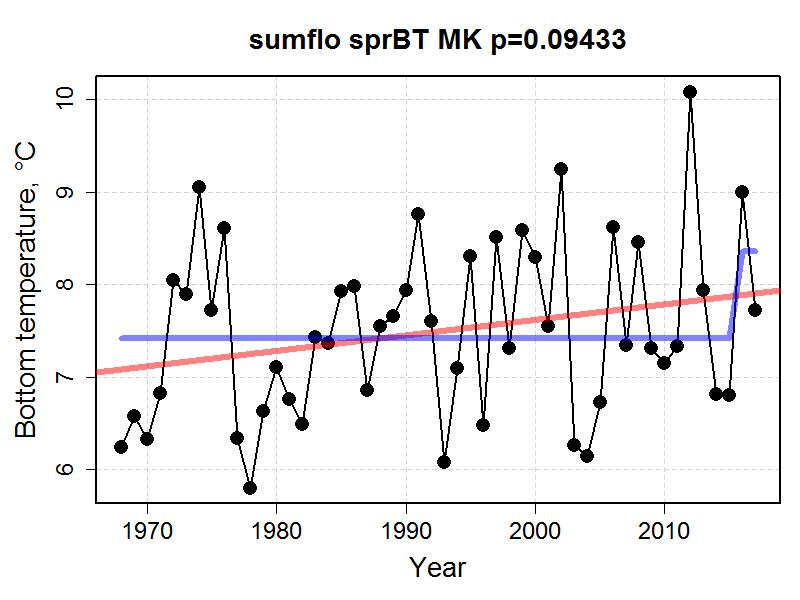 sumflo sprBT MK p=0.09433
Bottom temperature, °C
10
9
8
7
6
1970 1980 1990 2000 2010
Year